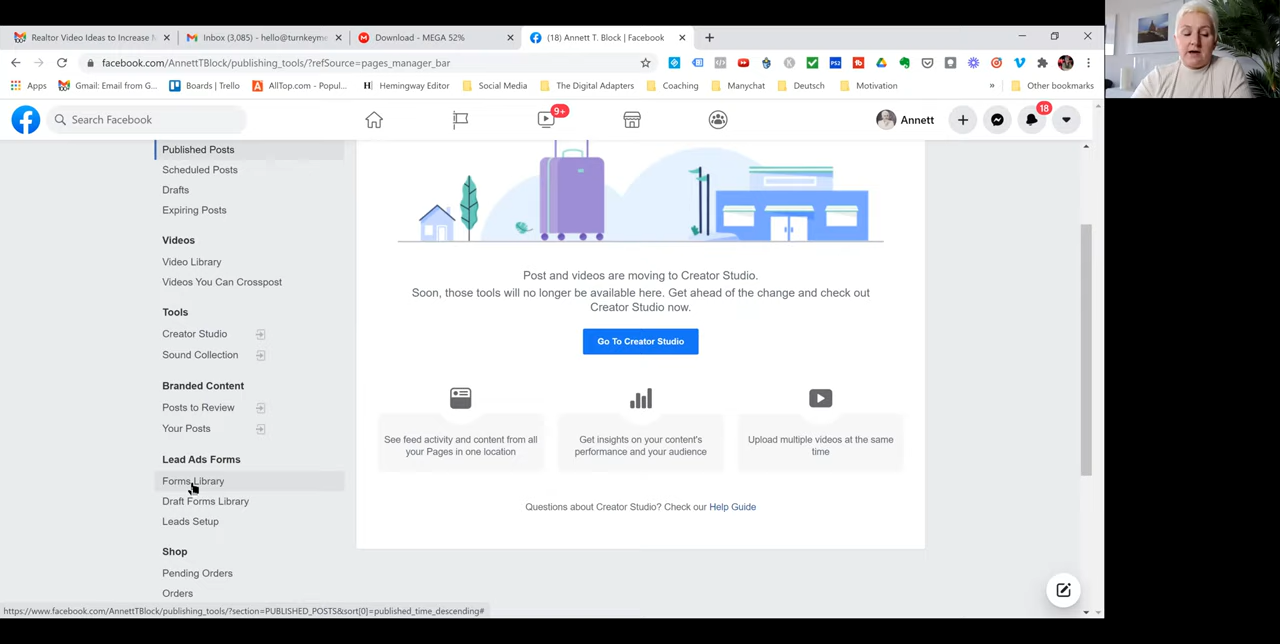 Realtor Video Ideas to Increase M
Inbox (3,085) - hello@turnkeyme
Download - MEGA 52%
(18) Annett T. Block | Facebook
facebook.com/AnnettTBlock/publishing_tools/?refSource=pages_manager_bar
Apps
Gmail: Email from G...
Boards | Trello
AllTop.com - Popul...
Hemingway Editor
Social Media
The Digital Adapters
Coaching
Manychat
Deutsch
Motivation
»
Other bookmarks
Search Facebook
9+
Annett
18
Published Posts
Scheduled Posts
Drafts
Expiring Posts
Videos
Video Library
Videos You Can Crosspost
Tools
Creator Studio
Sound Collection
Branded Content
Posts to Review
Your Posts
Lead Ads Forms
Forms Library
Draft Forms Library
Leads Setup
Shop
Pending Orders
Orders
Post and videos are moving to Creator Studio.
Soon, those tools will no longer be available here. Get ahead of the change and check out
Creator Studio now.
Go To Creator Studio
See feed activity and content from all
your Pages in one location
Get insights on your content's
performance and your audience
Upload multiple videos at the same
time
Questions about Creator Studio? Check our Help Guide
https://www.facebook.com/AnnettTBlock/publishing_tools/?section=PUBLISHED_POSTS&sort[0]=published_time_descending#